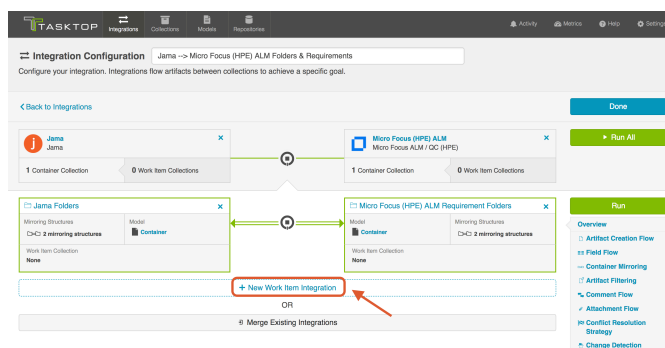 TASKTOP
Integrations
Collections
Models
Repositories
Activity
Metrics
Help
Settings
Integration Configuration
Jama --> Micro Focus (HPE) ALM Folders & Requirements
Configure your integration. Integrations flow artifacts between collections to achieve a specific goal.
Back to Integrations
Done
Jama
Jama
×
Micro Focus (HPE) ALM
Micro Focus ALM / QC (HPE)
×
Run All
1 Container Collection
0 Work Item Collections
1 Container Collection
0 Work Item Collections
Jama Folders
×
Micro Focus (HPE) ALM Requirement Folders
×
Run
Mirroring Structures
2 mirroring structures
Model
Container
Model
Container
Mirroring Structures
2 mirroring structures
Work Item Collection
None
Work Item Collection
None
Overview
Artifact Creation Flow
Field Flow
Container Mirroring
Artifact Filtering
Comment Flow
Attachment Flow
Conflict Resolution
Strategy
Change Detection
+ New Work Item Integration
OR
Merge Existing Integrations